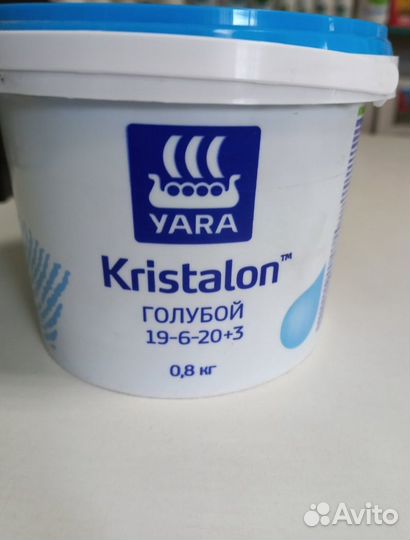 YARA
Kristalon™
ГОЛУБОЙ
19-6-20+3
0,8 кг
Avito